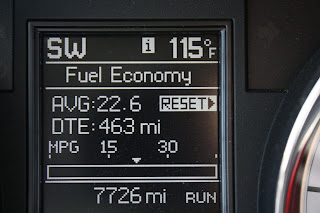 SW i 115°F
Fuel Economy
AVG:22.6 RESET
DTE:463 mi
MPG 15 30
7726 mi RUN